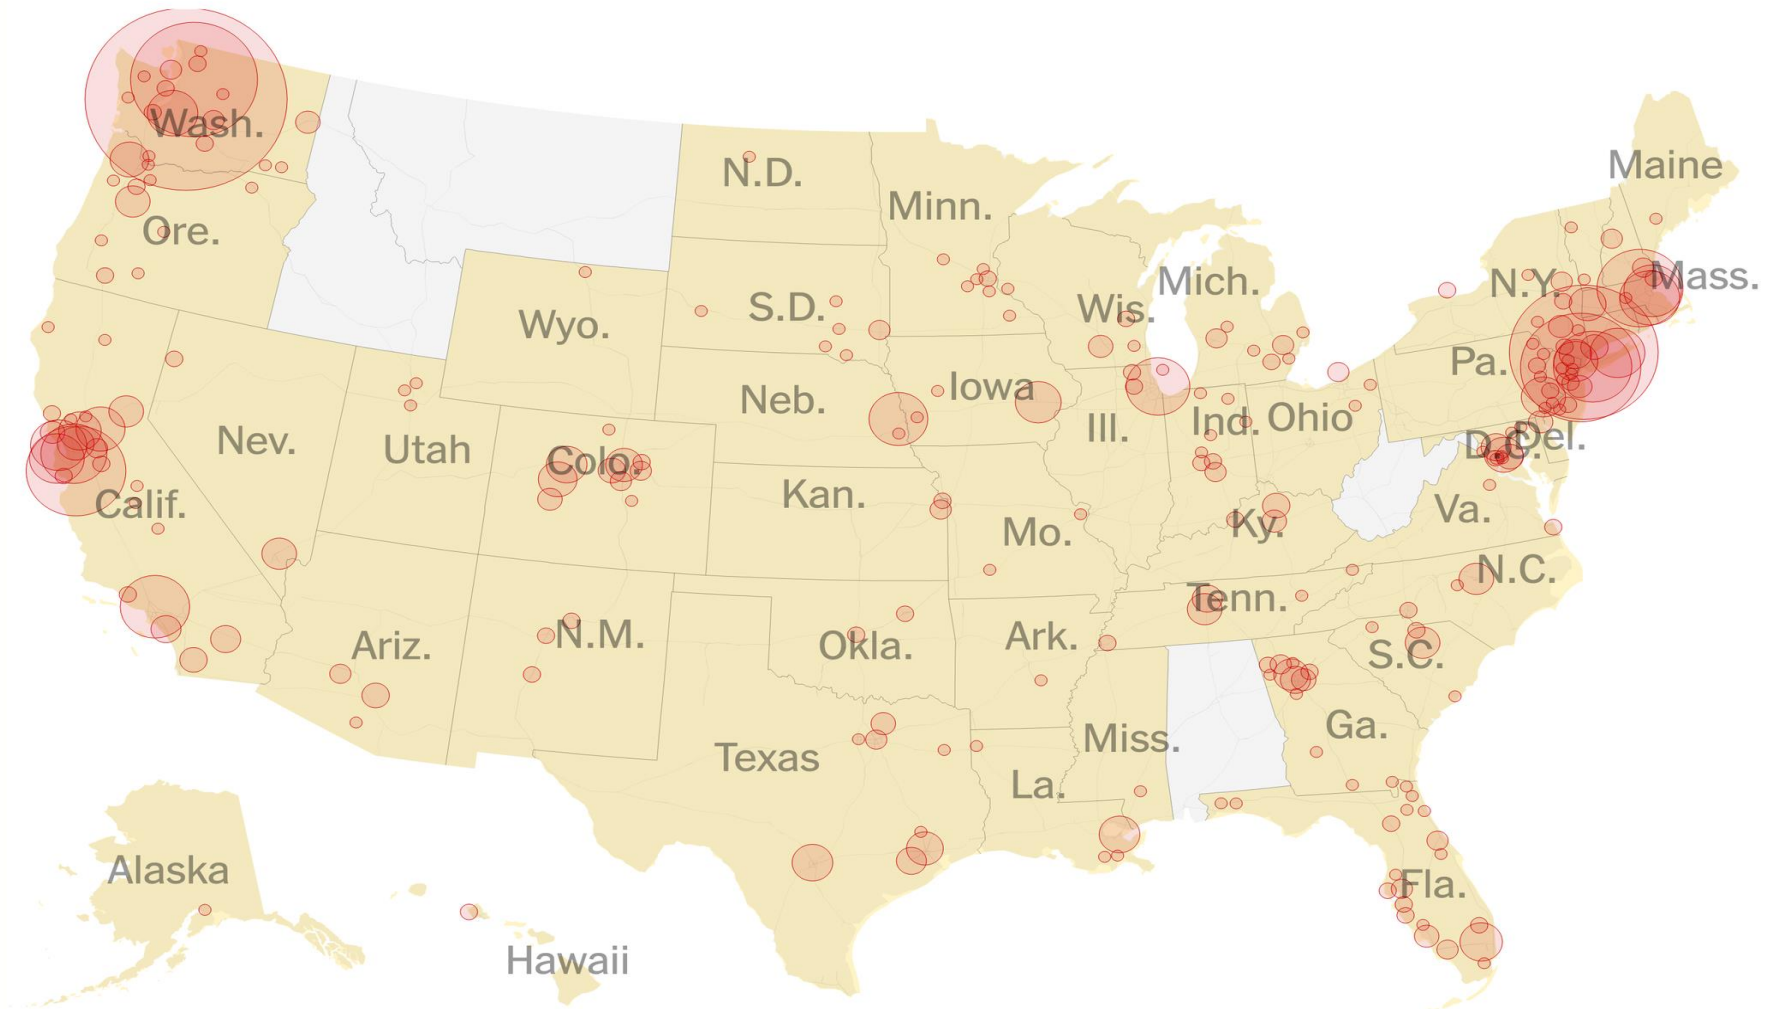 Wash.
Ore.
Calif.
Nev.
Utah
Ariz.
Wyo.
Colo.
N.M.
N.D.
S.D.
Neb.
Kan.
Okla.
Texas
Minn.
Iowa
Mo.
Ark.
La.
Wis.
Ill.
Mich.
Ind.
Ohio
Ky.
Tenn.
Miss.
Ga.
Fla.
S.C.
N.C.
Va.
D.C.
Del.
Pa.
N.Y.
Mass.
Maine
Alaska
Hawaii